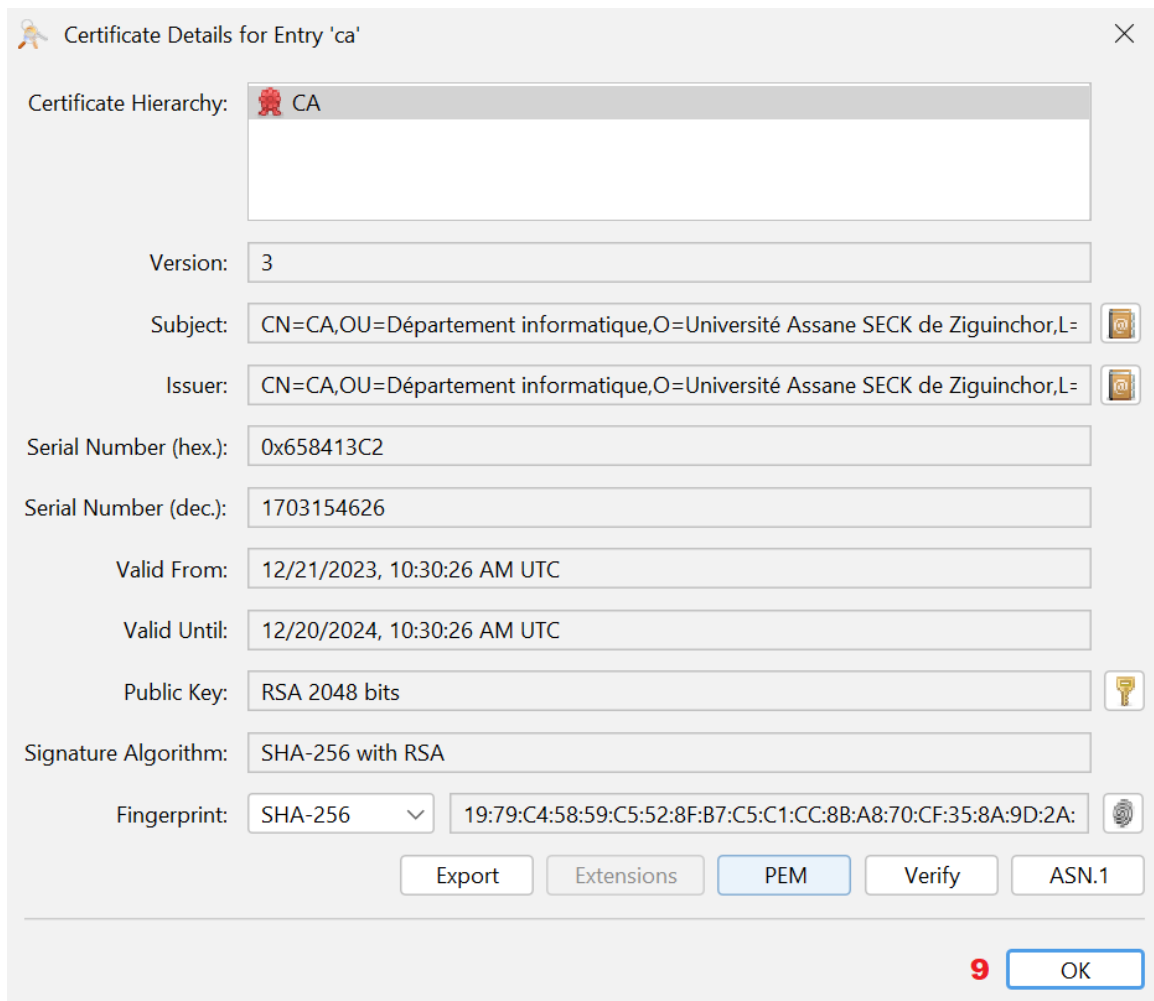 Certificate Details for Entry 'ca'
Certificate Hierarchy: CA
Version: 3
Subject: CN=CA,OU=Département informatique,O=Université Assane SECK de Ziguinchor,L=
Issuer: CN=CA,OU=Département informatique,O=Université Assane SECK de Ziguinchor,L=
Serial Number (hex.): 0x658413C2
Serial Number (dec.): 1703154626
Valid From: 12/21/2023, 10:30:26 AM UTC
Valid Until: 12/20/2024, 10:30:26 AM UTC
Public Key: RSA 2048 bits
Signature Algorithm: SHA-256 with RSA
Fingerprint: SHA-256 19:79:C4:58:59:C5:52:8F:B7:C5:C1:CC:8B:A8:70:CF:35:8A:9D:2A:
Export Extensions PEM Verify ASN.1
9 OK